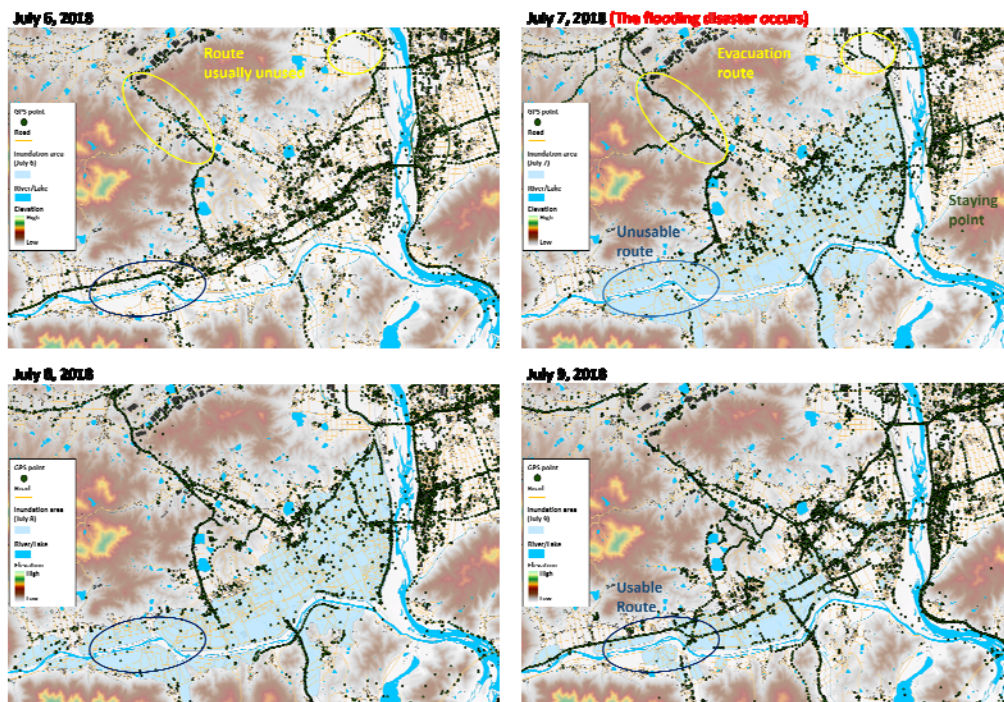 July 6, 2018
Route
usually unused
GPS point
Road
Inundation area
(July 6)
River/Lake
Elevation
High
Low
July 7, 2018 (The flooding disaster occurs)
Evacuation
route
GPS point
Road
Inundation area
(July 7)
River/Lake
Elevation
High
Low
Unusable
route
Staying
point
July 8, 2018
GPS point
Road
Inundation area
(July 8)
River/Lake
Elevation
High
Low
July 9, 2018
GPS point
Road
Inundation area
(July 9)
River/Lake
Elevation
High
Low
Usable
Route